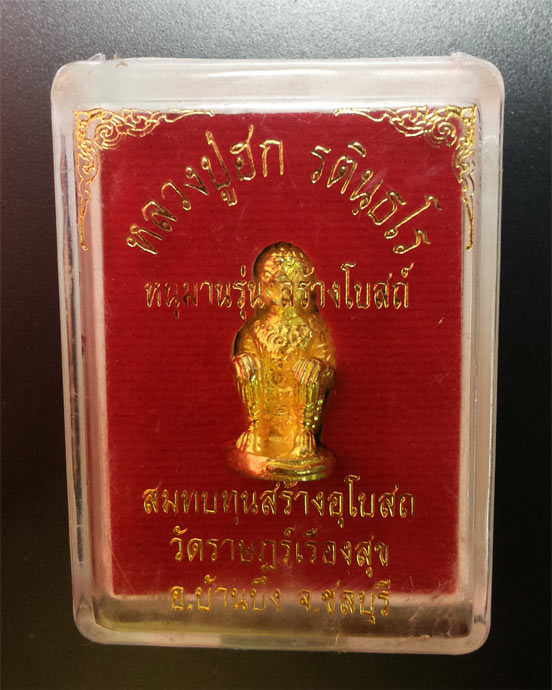 หลวงปู่ฮก รตินฺธโร
หนุมานรุ่น สร้างโบสถ์
สมทบทุนสร้างอุโบสถ
วัดราษฎร์เรืองสุข
อ.บ้านบึง จ.ชลบุรี